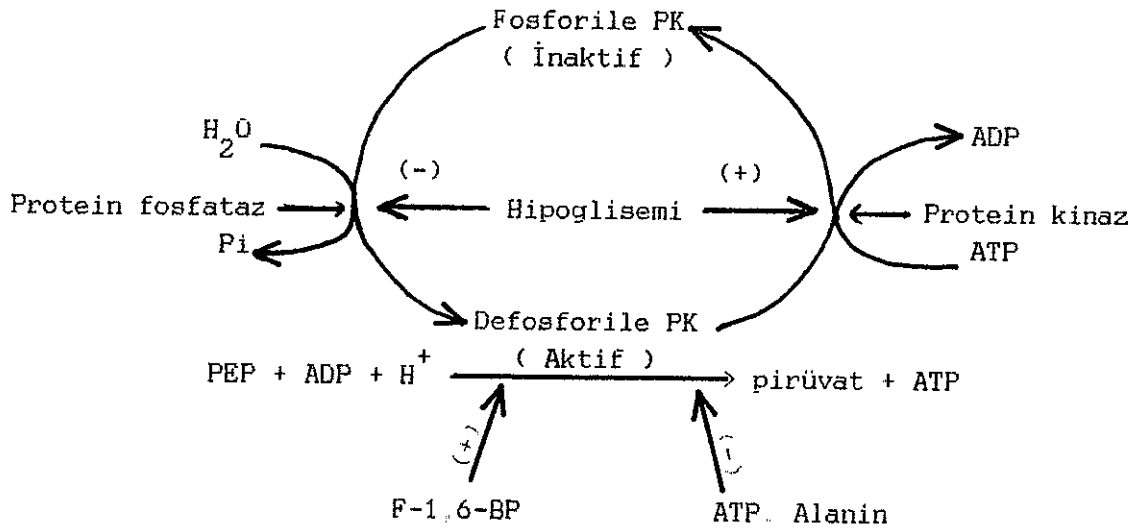 Fosforile PK
( İnaktif )
H2O
ADP
(-)
(+)
Protein fosfataz
Hipoglisemi
Protein kinaz
Pi
ATP
Defosforile PK
( Aktif )
PEP + ADP + H+
pirüvat + ATP
(+)
(-)
F-1,6-BP
ATP, Alanin